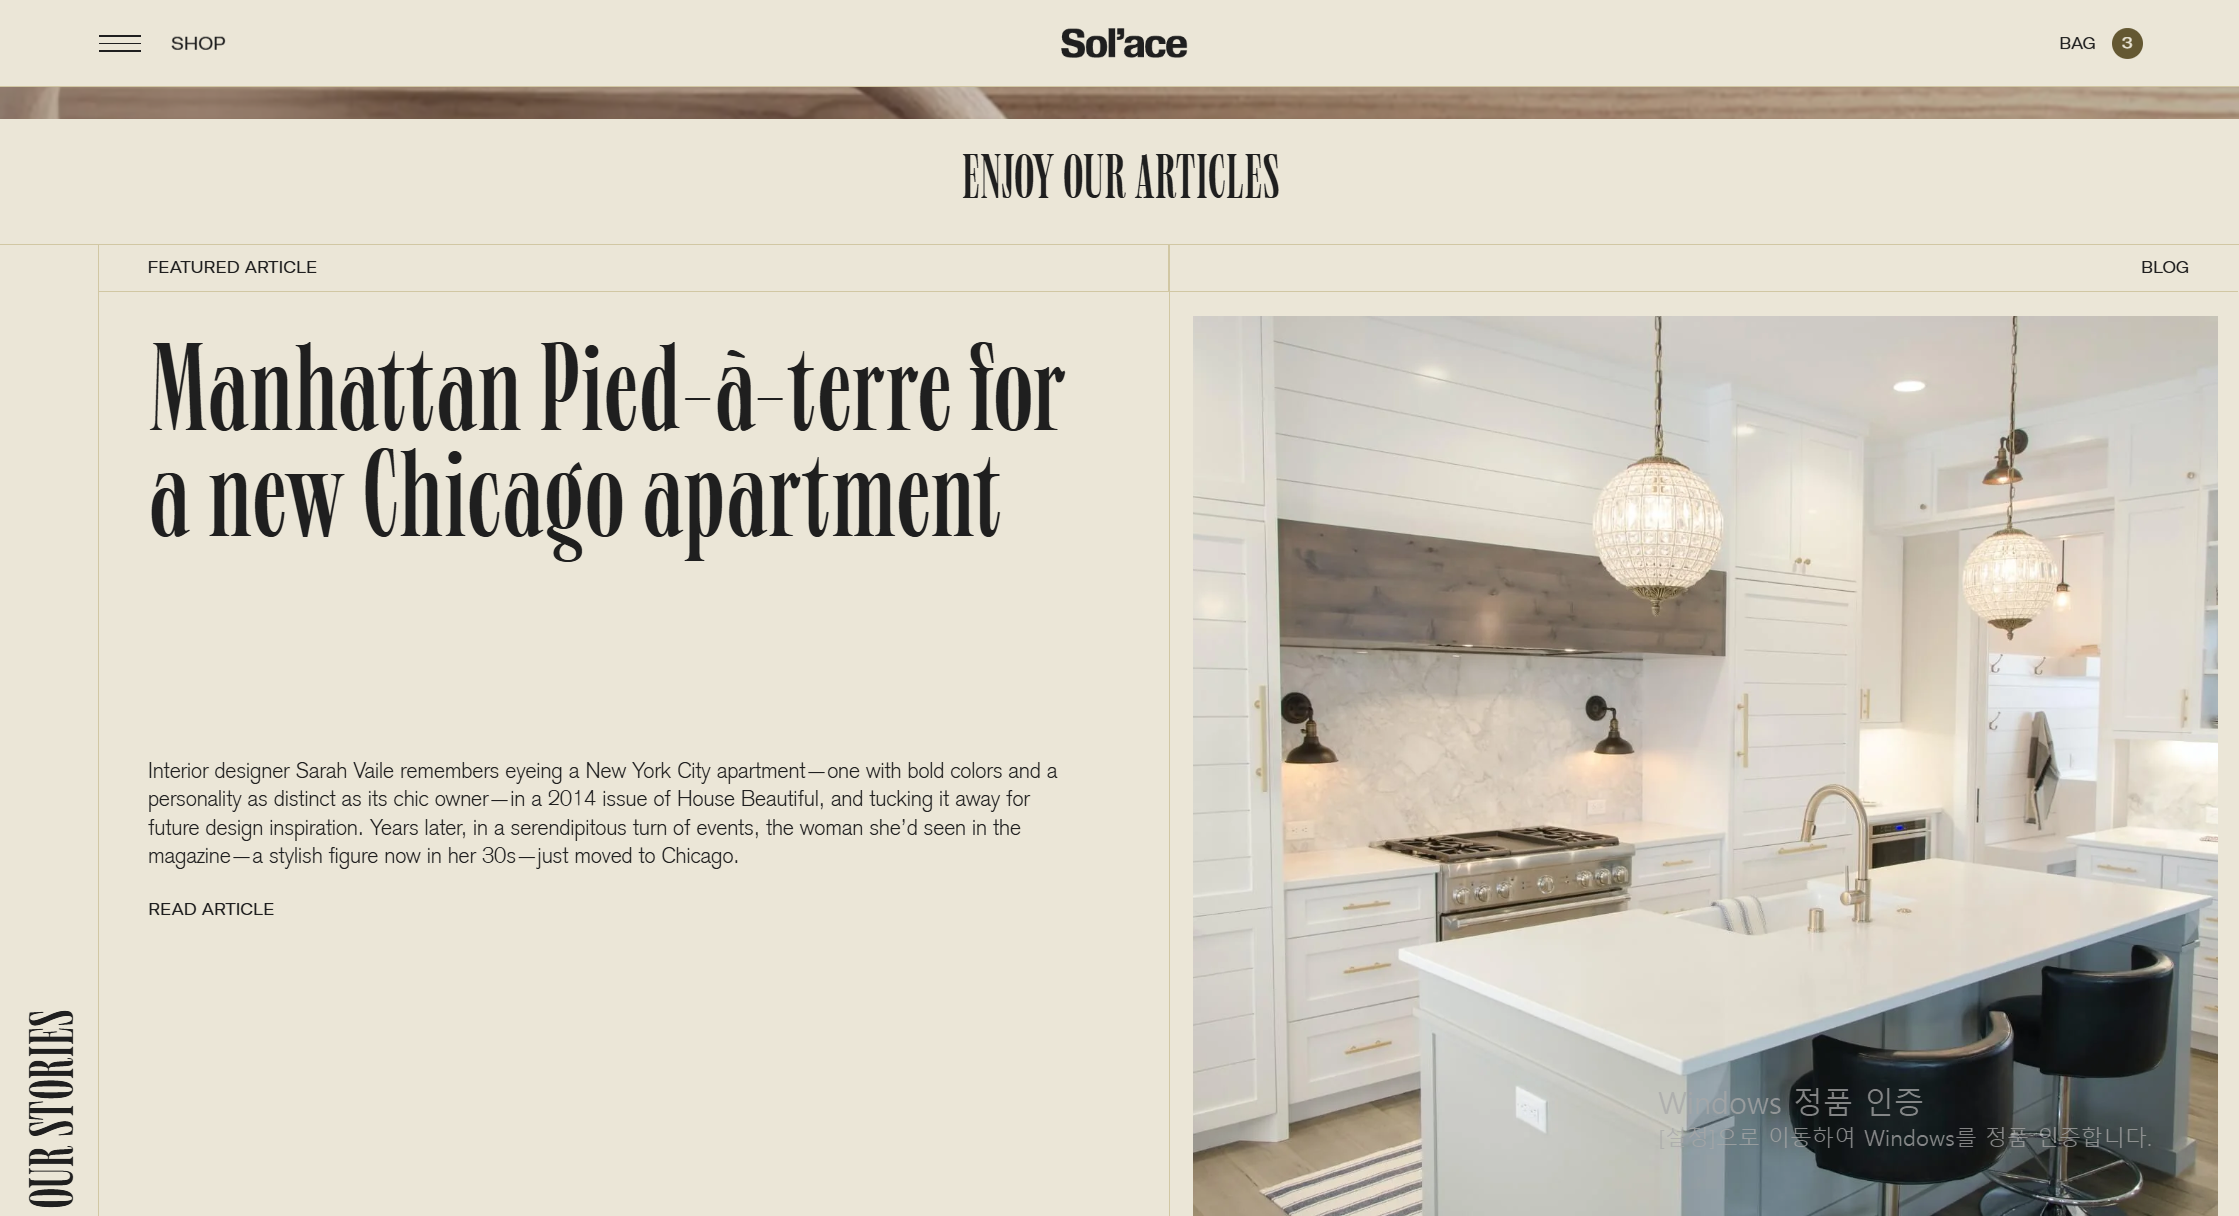 SHOP
Sol'ace
BAG 3
ENJOY OUR ARTICLES
FEATURED ARTICLE
BLOG
Manhattan Pied-à-terre for
a new Chicago apartment
Interior designer Sarah Vaile remembers eyeing a New York City apartment—one with bold colors and a
personality as distinct as its chic owner—in a 2014 issue of House Beautiful, and tucking it away for
future design inspiration. Years later, in a serendipitous turn of events, the woman she’d seen in the
magazine—a stylish figure now in her 30s—just moved to Chicago.
READ ARTICLE
OUR STORIES
Windows 정품 인증
[설정]으로 이동하여 Windows를 정품 인증합니다.